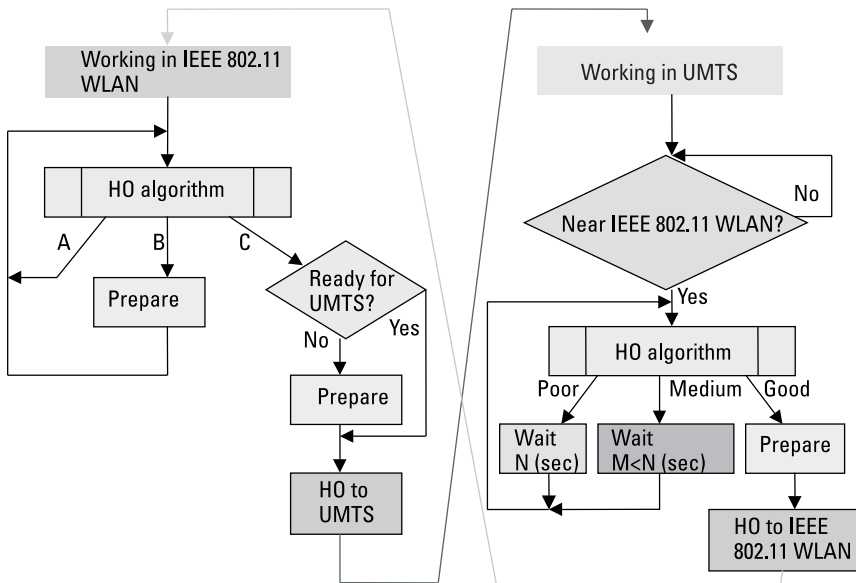 Working in IEEE 802.11
WLAN
HO algorithm
A
B
C
Prepare
Ready for
UMTS?
No
Yes
Prepare
HO to
UMTS
Working in UMTS
No
Near IEEE 802.11 WLAN?
Yes
HO algorithm
Poor
Medium
Good
Wait
N (sec)
Wait
M<N (sec)
Prepare
HO to IEEE
802.11 WLAN